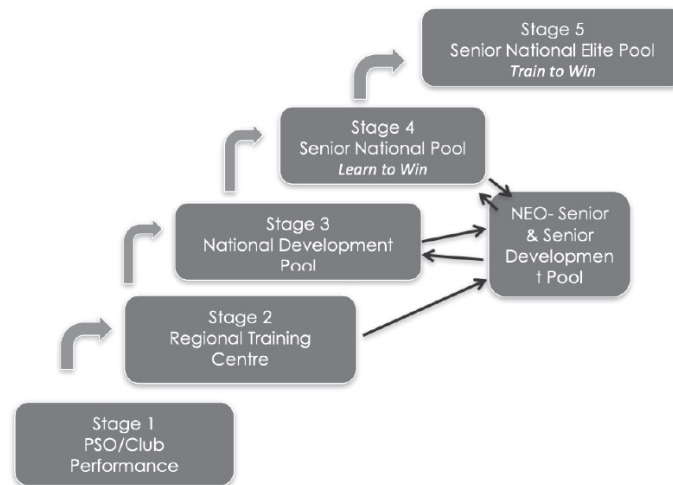 Stage 5
Senior National Elite Pool
Train to Win
Stage 4
Senior National Pool
Learn to Win
Stage 3
National Development
Pool
NEO- Senior
& Senior
Developmen
t Pool
Stage 2
Regional Training
Centre
Stage 1
PSO/Club
Performance